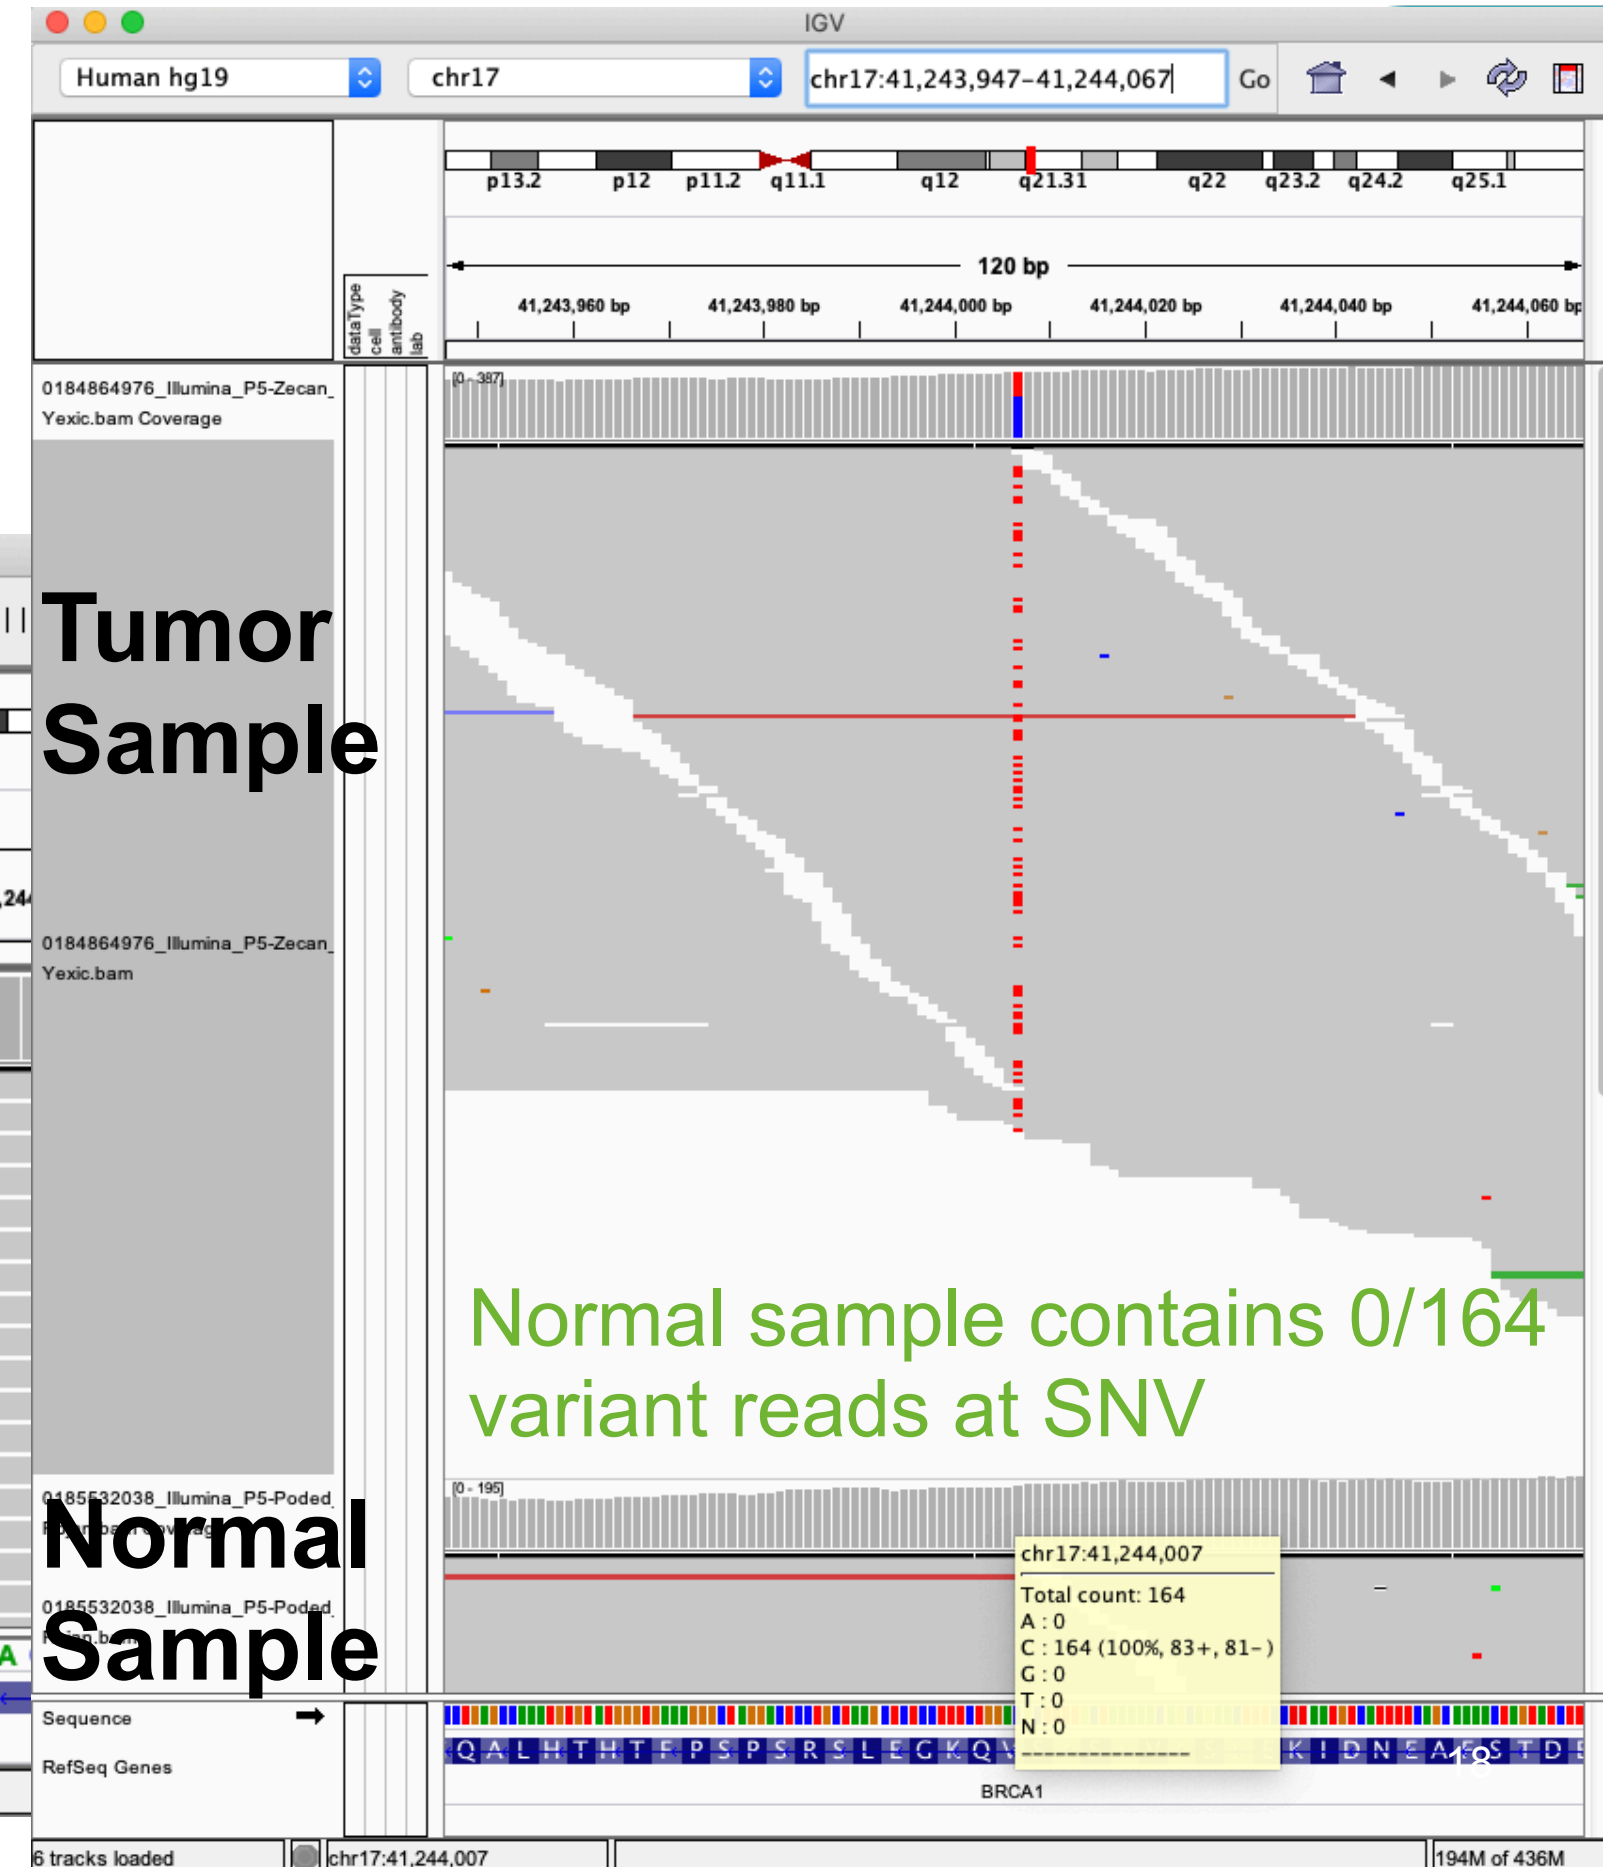 IGV
Human hg19
chr17
chr17:41,243,947-41,244,067
Go
p13.2 p12 p11.2 q11.1 q12 q21.31 q22 q23.2 q24.2 q25.1
120 bp
41,243,960 bp 41,243,980 bp 41,244,000 bp 41,244,020 bp 41,244,040 bp 41,244,060 bp
dataType
cell
antibody
lab
0184864976_Illumina_P5-Zecan_
Yexic.bam Coverage
[0 - 387]
Tumor
Sample
,244
0184864976_Illumina_P5-Zecan_
Yexic.bam
Normal sample contains 0/164
variant reads at SNV
0185532038_Illumina_P5-Poded_
[0 - 195]
Normal
Sample
0185532038_Illumina_P5-Poded_
chr17:41,244,007
Total count: 164
A : 0
C : 164 (100%, 83+, 81-)
G : 0
T : 0
N : 0
---------------
A
Sequence
RefSeq Genes
Q A L H T H T F P S P S R S L E G K Q K I D N E A S T D
18
BRCA1
6 tracks loaded
chr17:41,244,007
194M of 436M